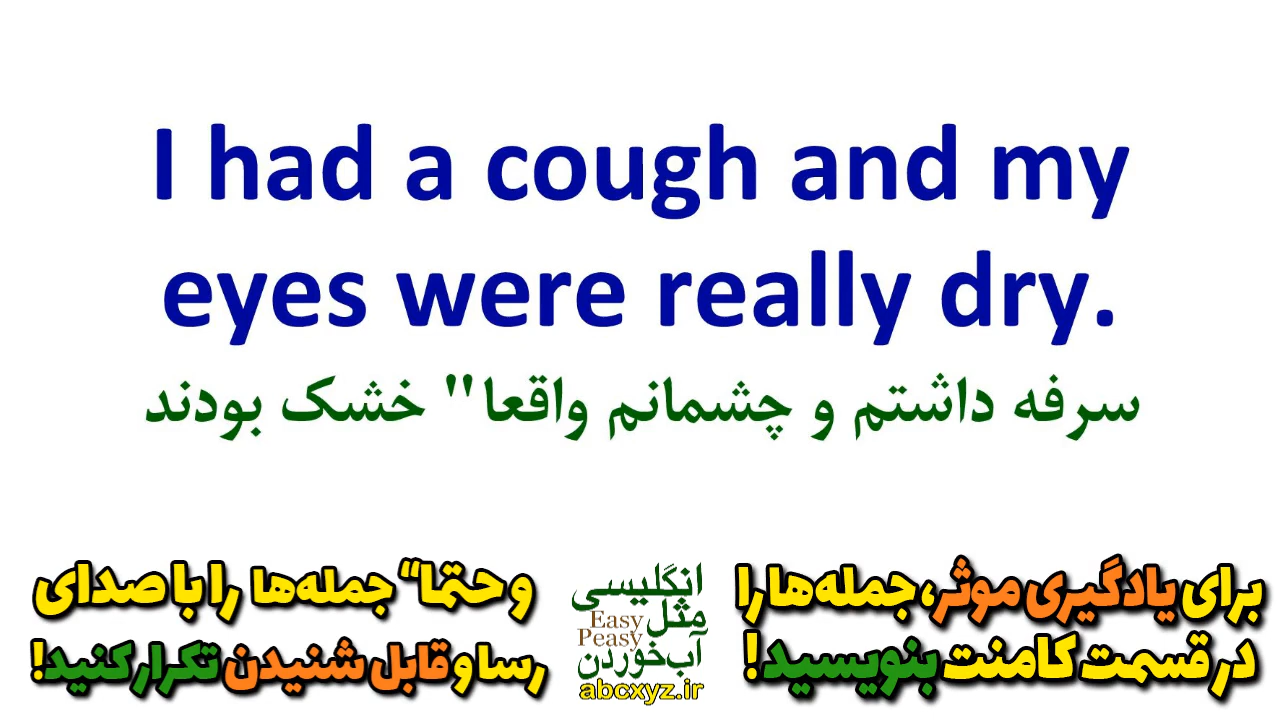 I had a cough and my
eyes were really dry.
سرفه داشتم و چشمانم واقعا" خشک بودند
برای یادگیری موثر، جمله‌ها را
در قسمت کامنت بنویسید!
انگلیسی
مثل
Easy
Peasy
آب خوردن
abcxyz.ir
و حتما" جمله‌ها را با صدای
رسا و قابل شنیدن تکرار کنید!